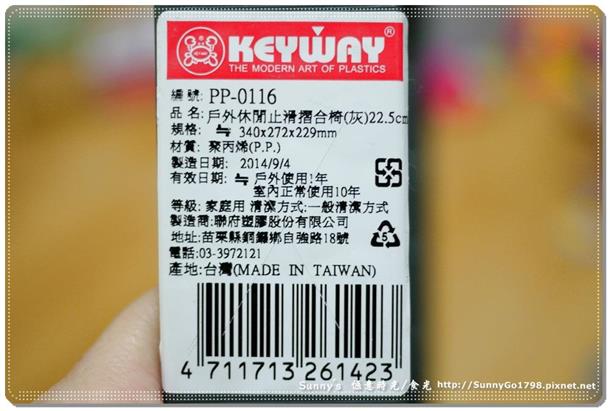 KEYWAY®
THE MODERN ART OF PLASTICS
編號: PP-0116
品名:戶外休閒止滑摺合椅(灰)22.5cm
規格: ≒ 340x272x229mm
材質: 聚丙烯(P.P.)
製造日期: 2014/9/4
有效日期: ≒ 戶外使用1年
室內正常使用10年
等級: 家庭用 清潔方式:一般清潔方式
製造商:聯府塑膠股份有限公司
地址:苗栗縣銅鑼鄉自強路18號
5
電話:03-3972121
產地:台灣(MADE IN TAIWAN)
4 711713 261423
Sunny's 恆意時光/食光 http://SunnyGo1798.pixnet.net